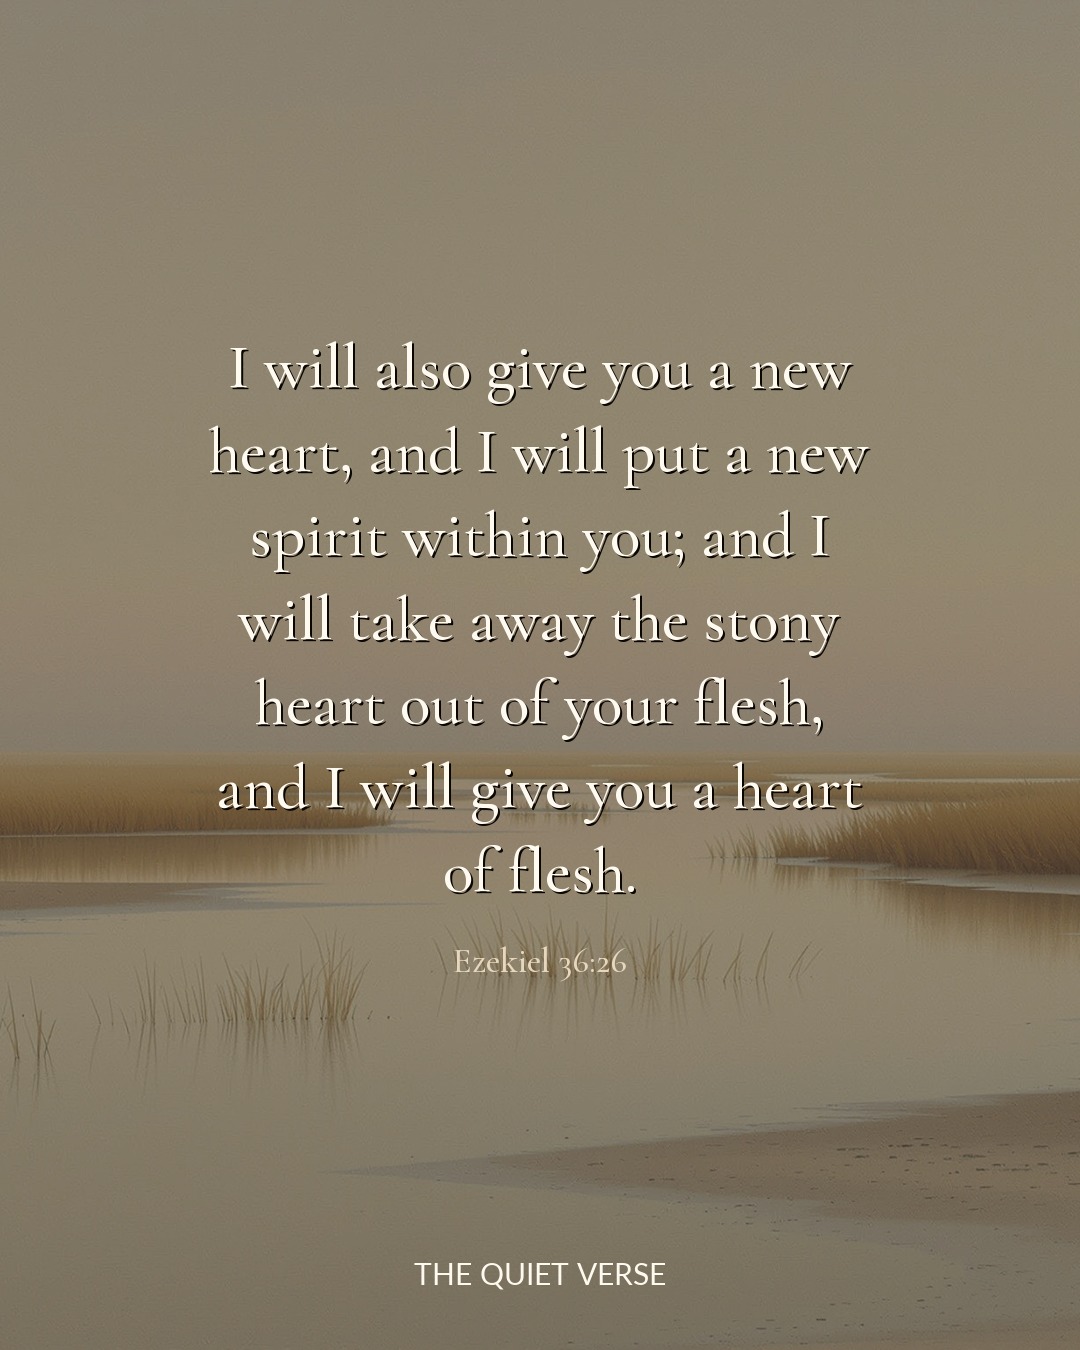 I will also give you a new
heart, and I will put a new
spirit within you; and I
will take away the stony
heart out of your flesh,
and I will give you a heart
of flesh.
Ezekiel 36:26
THE QUIET VERSE